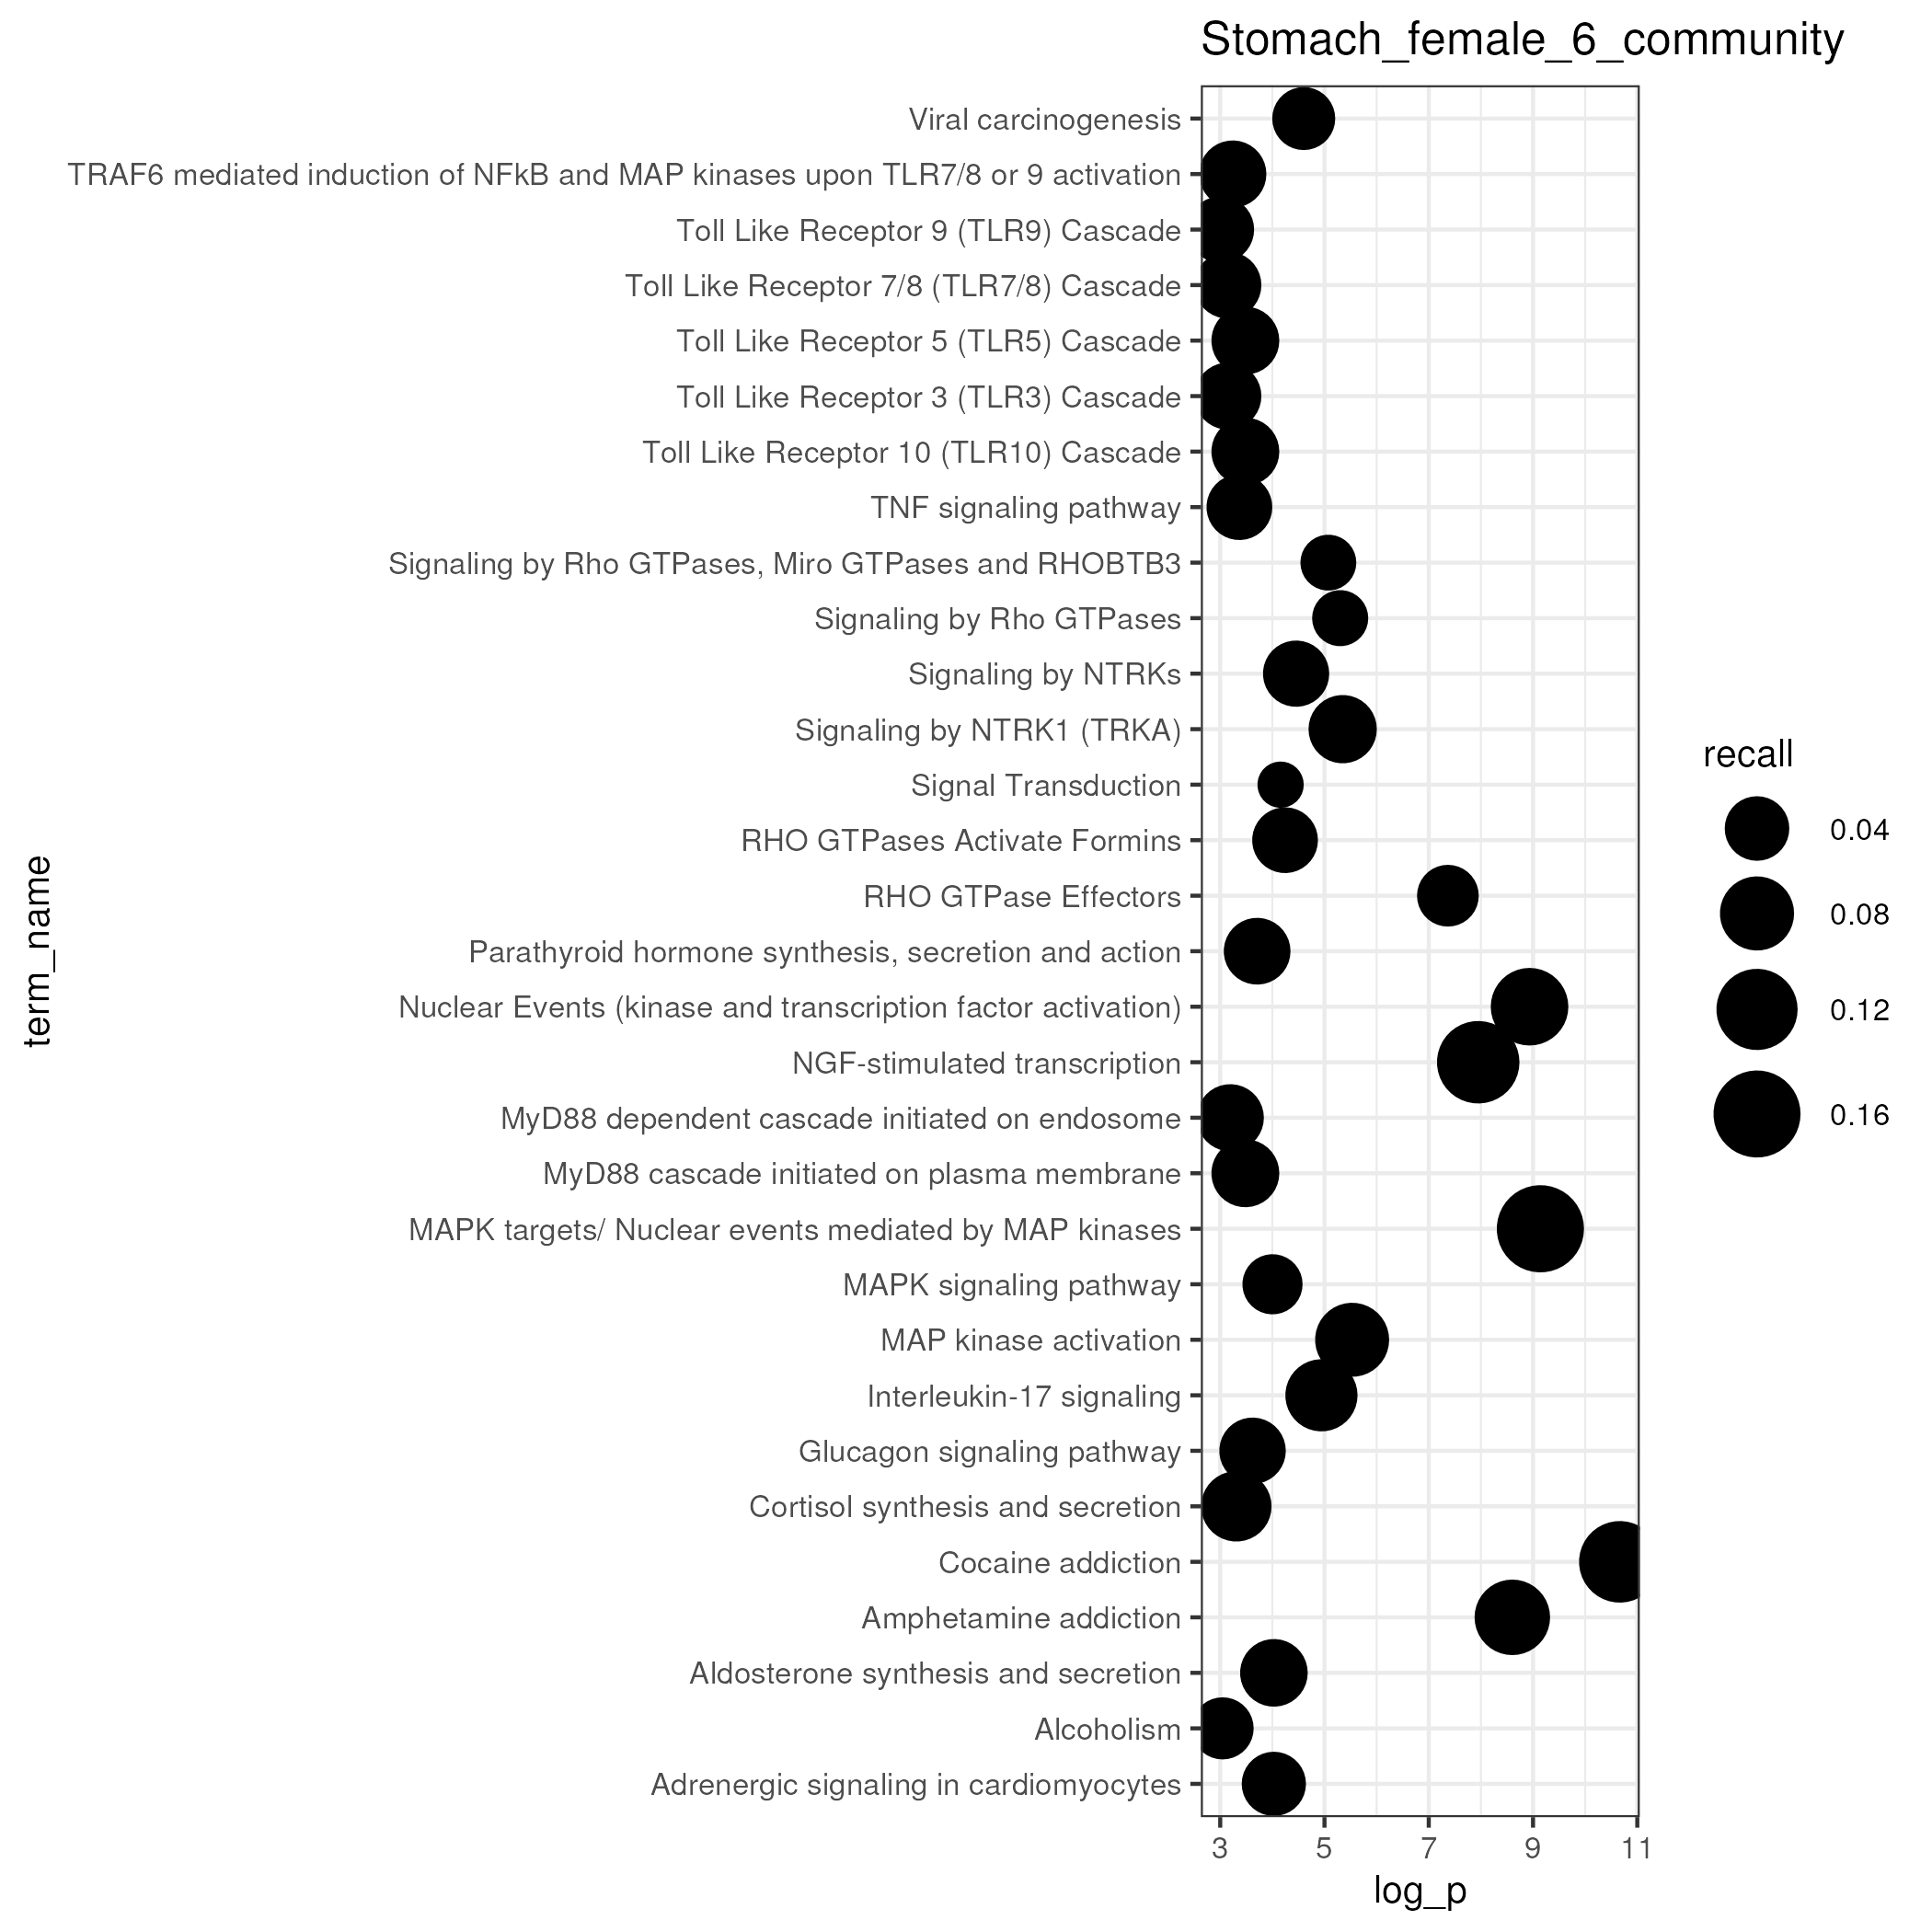 Stomach_female_6_community
Viral carcinogenesis
TRAF6 mediated induction of NFkB and MAP kinases upon TLR7/8 or 9 activation
Toll Like Receptor 9 (TLR9) Cascade
Toll Like Receptor 7/8 (TLR7/8) Cascade
Toll Like Receptor 5 (TLR5) Cascade
Toll Like Receptor 3 (TLR3) Cascade
Toll Like Receptor 10 (TLR10) Cascade
TNF signaling pathway
Signaling by Rho GTPases, Miro GTPases and RHOBTB3
Signaling by Rho GTPases
Signaling by NTRKs
Signaling by NTRK1 (TRKA)
Signal Transduction
RHO GTPases Activate Formins
RHO GTPase Effectors
Parathyroid hormone synthesis, secretion and action
Nuclear Events (kinase and transcription factor activation)
NGF-stimulated transcription
MyD88 dependent cascade initiated on endosome
MyD88 cascade initiated on plasma membrane
MAPK targets/ Nuclear events mediated by MAP kinases
MAPK signaling pathway
MAP kinase activation
Interleukin-17 signaling
Glucagon signaling pathway
Cortisol synthesis and secretion
Cocaine addiction
Amphetamine addiction
Aldosterone synthesis and secretion
Alcoholism
Adrenergic signaling in cardiomyocytes
term_name
3 5 7 9 11
log_p
recall
0.04
0.08
0.12
0.16